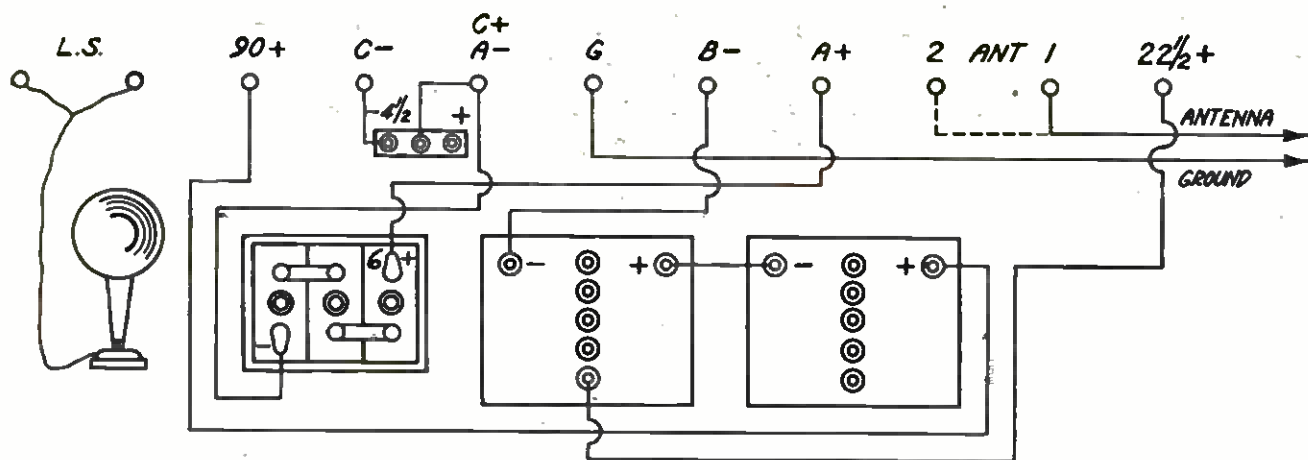 L.S.
90+
C-
C+
A-
G
B-
A+
2 ANT 1
22½+
-4½ +
ANTENNA
GROUND
6 +
-
- +
- +